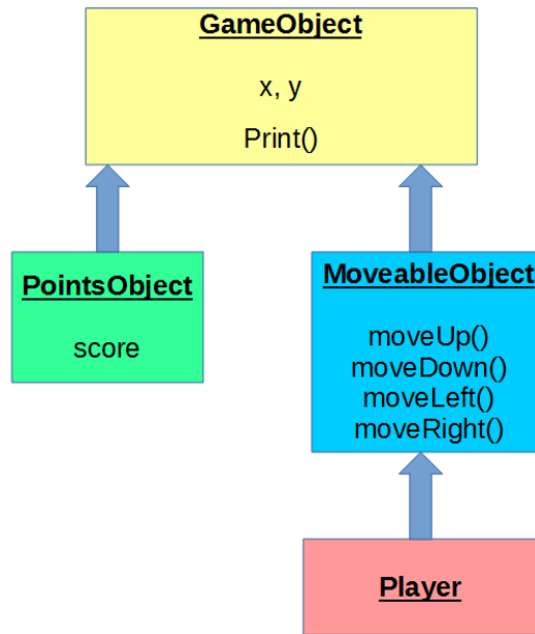 GameObject
x, y
Print()
PointsObject
score
MoveableObject
moveUp()
moveDown()
moveLeft()
moveRight()
Player